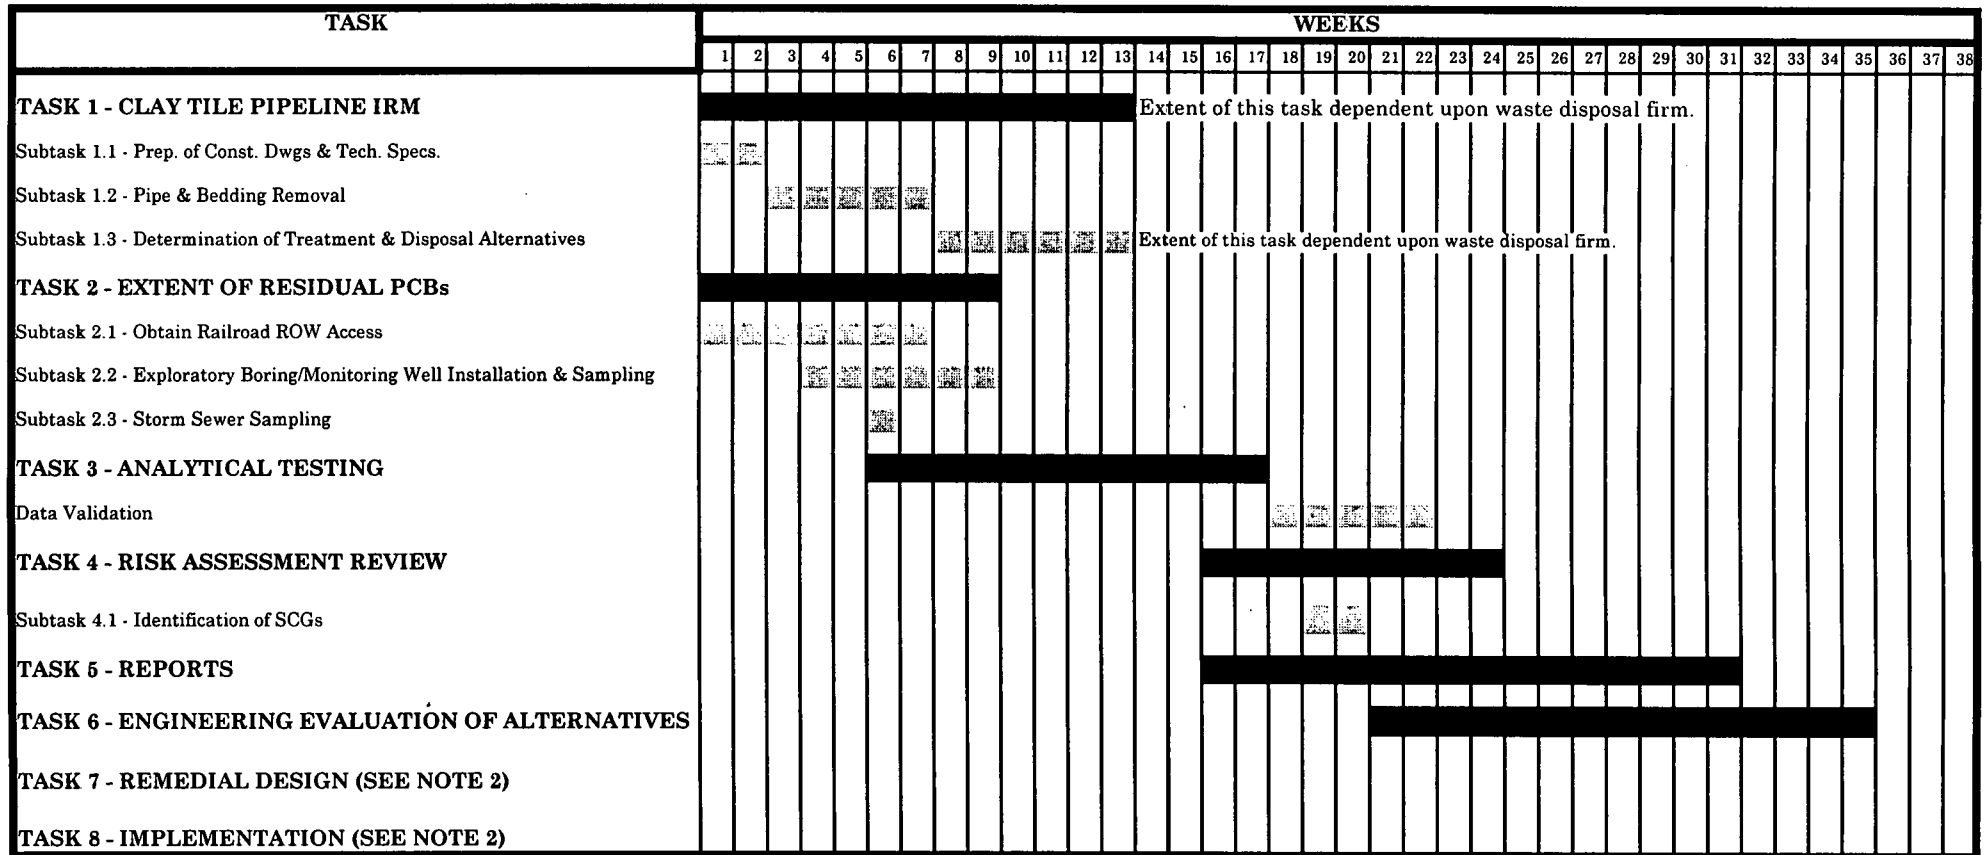 TASK WEEKS
1 2 3 4 5 6 7 8 9 10 11 12 13 14 15 16 17 18 19 20 21 22 23 24 25 26 27 28 29 30 31 32 33 34 35 36 37 38
TASK 1 - CLAY TILE PIPELINE IRM Extent of this task dependent upon waste disposal firm.
Subtask 1.1 - Prep. of Const. Dwgs & Tech. Specs.
Subtask 1.2 - Pipe & Bedding Removal
Subtask 1.3 - Determination of Treatment & Disposal Alternatives Extent of this task dependent upon waste disposal firm.
TASK 2 - EXTENT OF RESIDUAL PCBs
Subtask 2.1 - Obtain Railroad ROW Access
Subtask 2.2 - Exploratory Boring/Monitoring Well Installation & Sampling
Subtask 2.3 - Storm Sewer Sampling
TASK 3 - ANALYTICAL TESTING
Data Validation
TASK 4 - RISK ASSESSMENT REVIEW
Subtask 4.1 - Identification of SCGs
TASK 5 - REPORTS
TASK 6 - ENGINEERING EVALUATION OF ALTERNATIVES
TASK 7 - REMEDIAL DESIGN (SEE NOTE 2)
TASK 8 - IMPLEMENTATION (SEE NOTE 2)